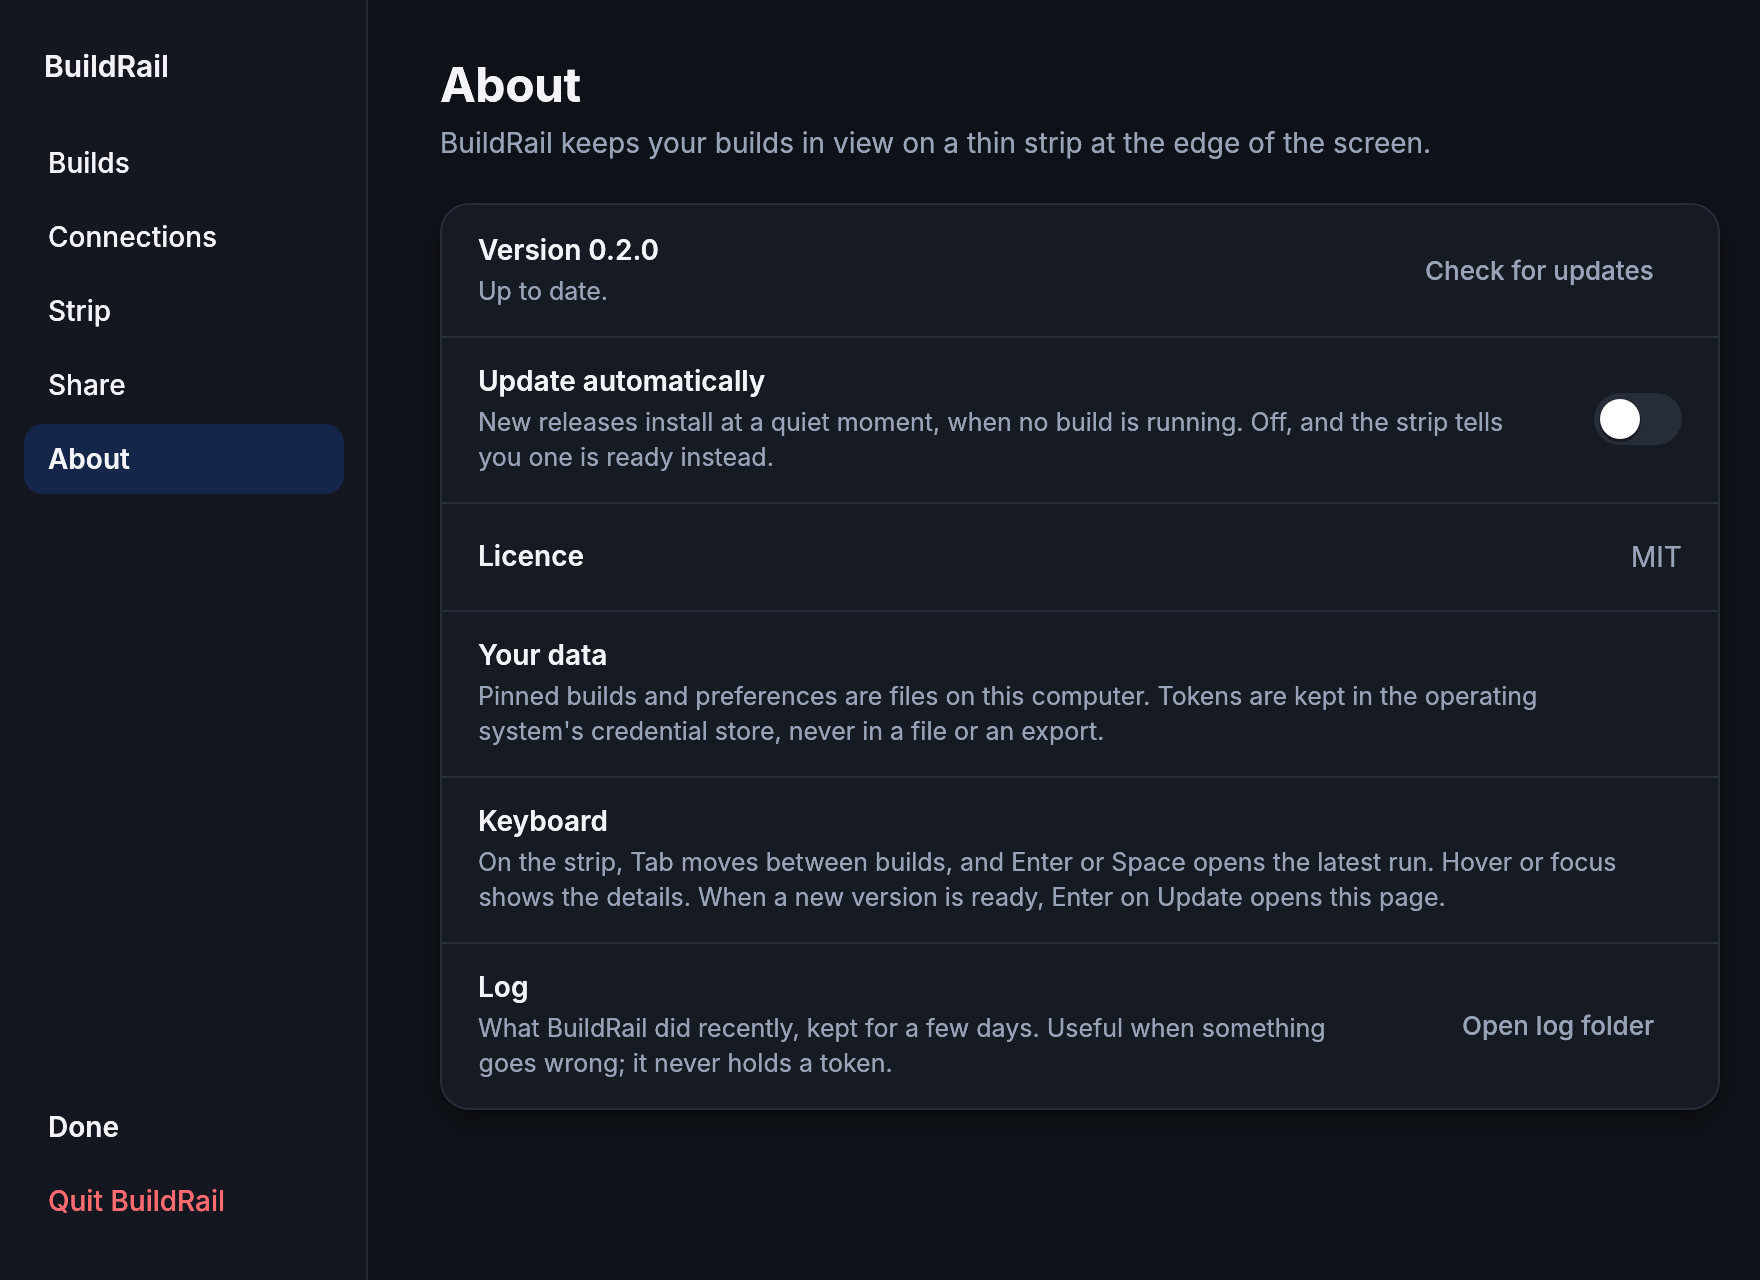 BuildRail
Builds
Connections
Strip
Share
About
Done
Quit BuildRail
About
BuildRail keeps your builds in view on a thin strip at the edge of the screen.
Version 0.2.0
Up to date.
Check for updates
Update automatically
New releases install at a quiet moment, when no build is running. Off, and the strip tells
you one is ready instead.
Licence
MIT
Your data
Pinned builds and preferences are files on this computer. Tokens are kept in the operating
system's credential store, never in a file or an export.
Keyboard
On the strip, Tab moves between builds, and Enter or Space opens the latest run. Hover or focus
shows the details. When a new version is ready, Enter on Update opens this page.
Log
What BuildRail did recently, kept for a few days. Useful when something
goes wrong; it never holds a token.
Open log folder